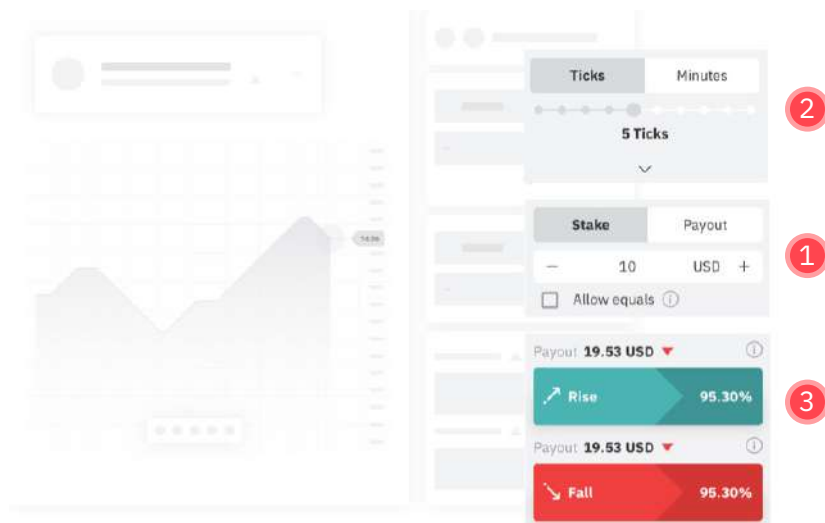 Ticks Minutes
5 Ticks
2
Stake Payout
− 10 USD +
1
Allow equals
Payout 19.53 USD
Rise 95.30%
3
Payout 19.53 USD
Fall 95.30%